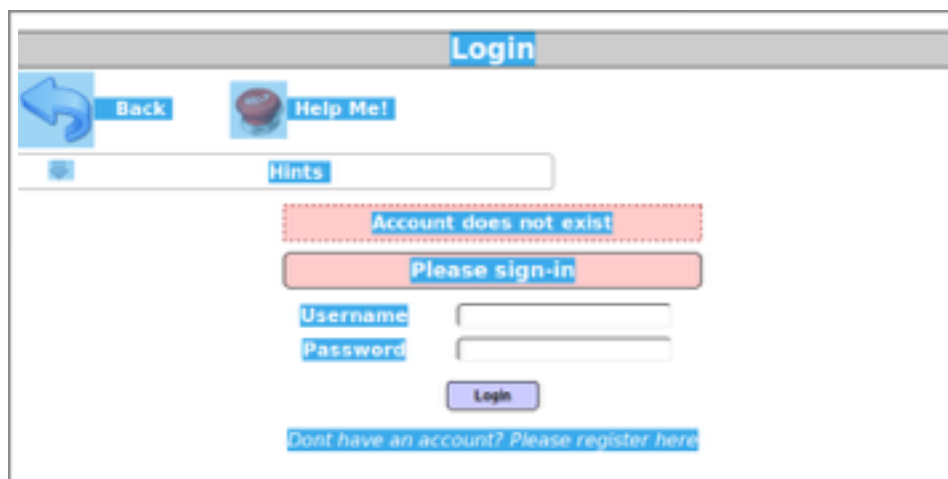 Login
Back Help Me!
Hints
Account does not exist
Please sign-in
Username
Password
Login
Dont have an account? Please register here